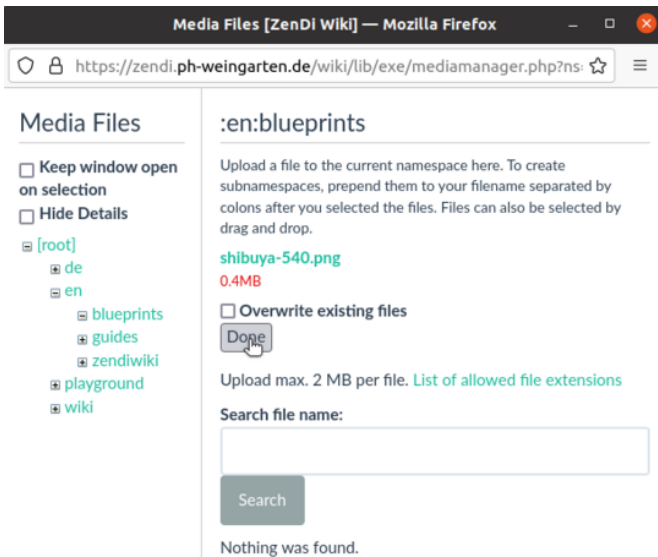 Media Files [ZenDi Wiki] — Mozilla Firefox
https://zendi.ph-weingarten.de/wiki/lib/exe/mediamanager.php?ns
Media Files
Keep window open
on selection
Hide Details
[root]
de
en
blueprints
guides
zendiwiki
playground
wiki
:en:blueprints
Upload a file to the current namespace here. To create
subnamespaces, prepend them to your filename separated by
colons after you selected the files. Files can also be selected by
drag and drop.
shibuya-540.png
0.4MB
Overwrite existing files
Done
Upload max. 2 MB per file. List of allowed file extensions
Search file name:
Search
Nothing was found.